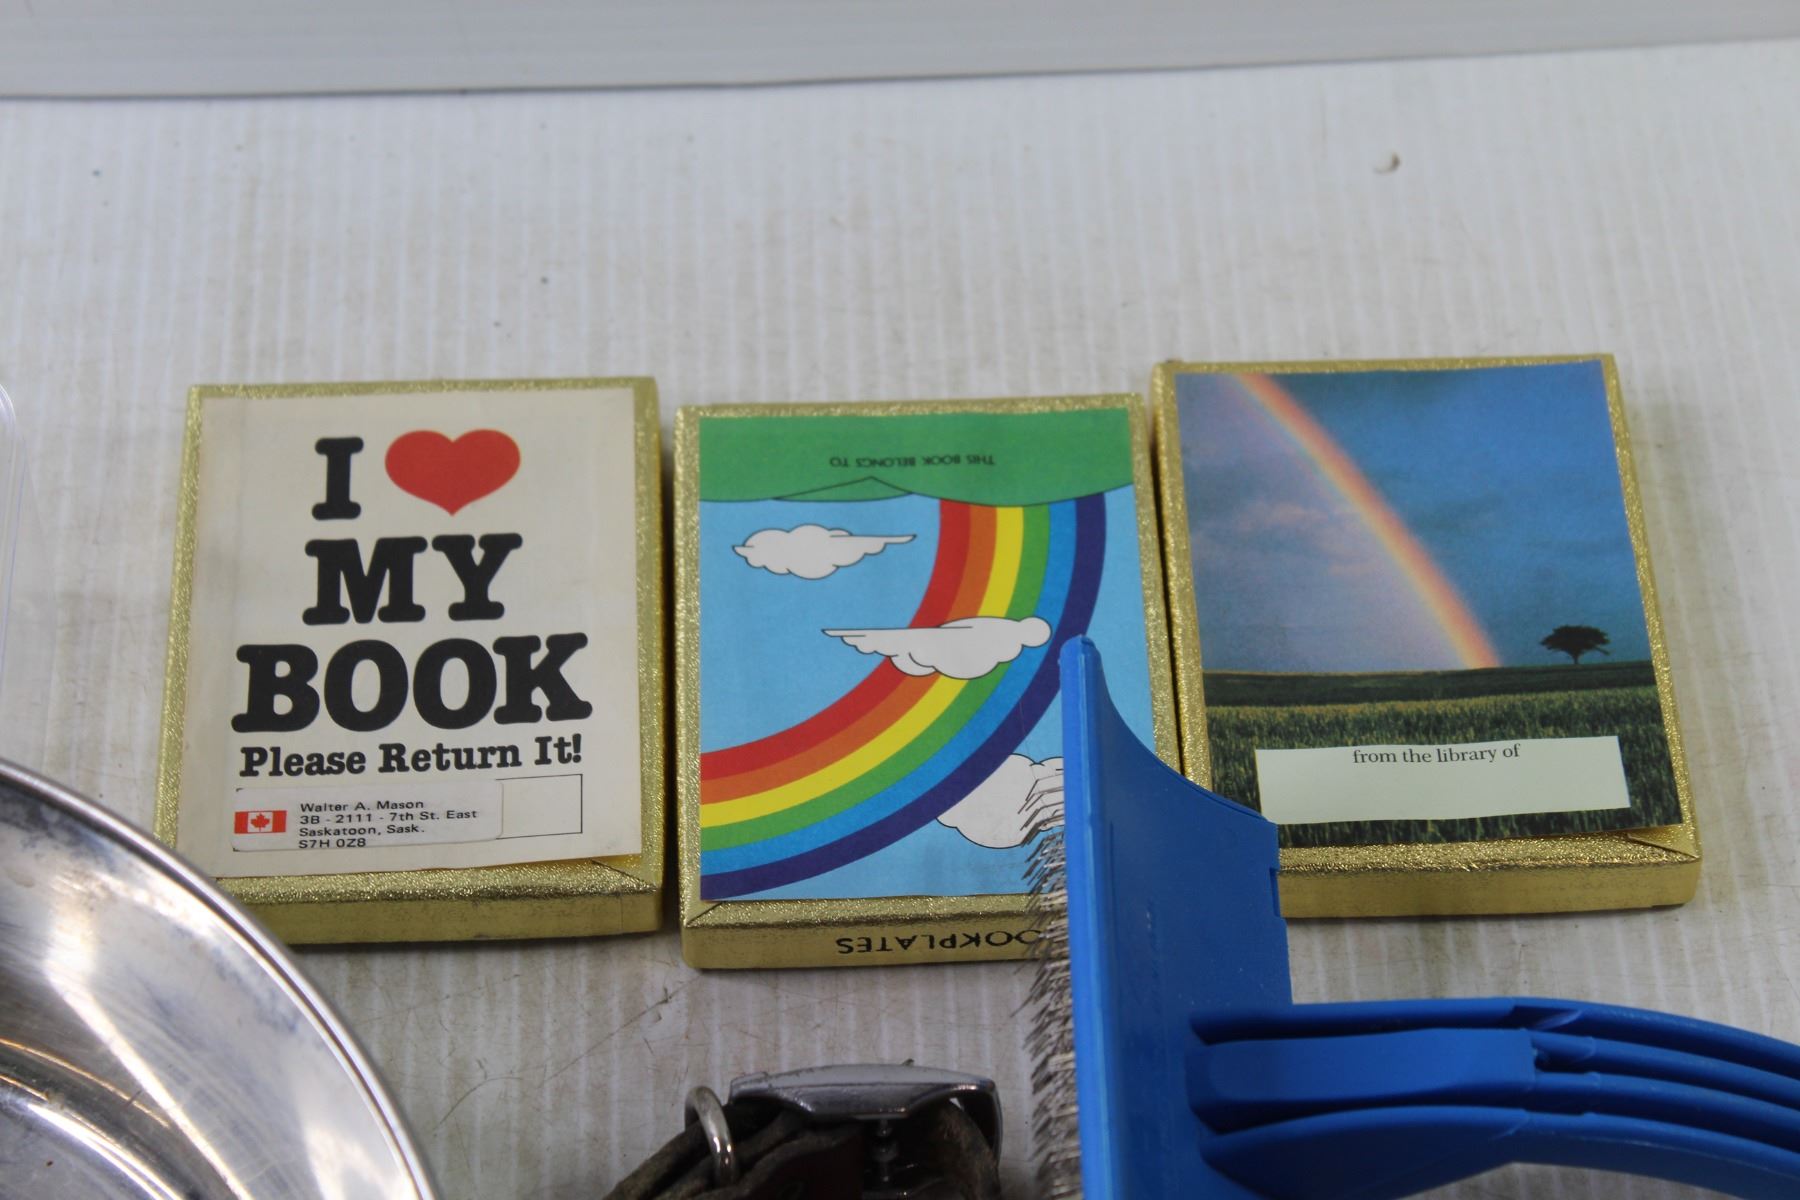 I ❤
MY
BOOK
Please Return It!
Walter A. Mason
3B - 2111 - 7th St. East
Saskatoon, Sask.
S7H 0Z8
THIS BOOK BELONGS TO
OOKPLATES
from the library of